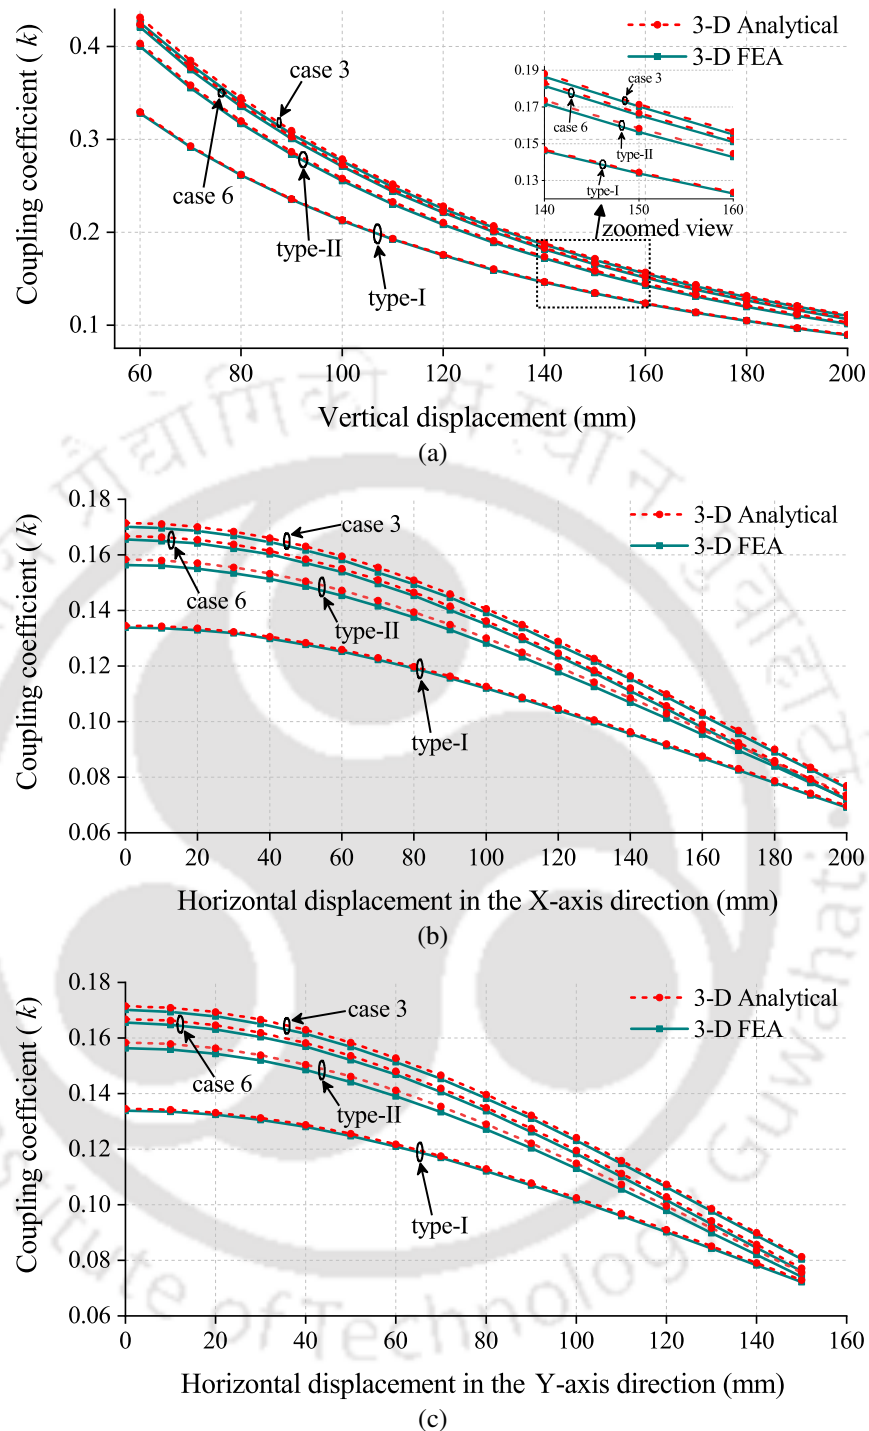 Coupling coefficient ( k)
0.4
0.3
0.2
0.1
3-D Analytical
3-D FEA
case 3
case 6
type-II
type-I
0.19
0.17
0.15
0.13
case 3
case 6
type-II
type-I
140 150 160
zoomed view
60 80 100 120 140 160 180 200
Vertical displacement (mm)
(a)
Coupling coefficient ( k)
0.18
0.16
0.14
0.12
0.10
0.08
0.06
3-D Analytical
3-D FEA
case 3
case 6
type-II
type-I
0 20 40 60 80 100 120 140 160 180 200
Horizontal displacement in the X-axis direction (mm)
(b)
Coupling coefficient ( k)
0.18
0.16
0.14
0.12
0.10
0.08
0.06
3-D Analytical
3-D FEA
case 3
case 6
type-II
type-I
0 20 40 60 80 100 120 140 160
Horizontal displacement in the Y-axis direction (mm)
(c)
itute of Technology Guwahati